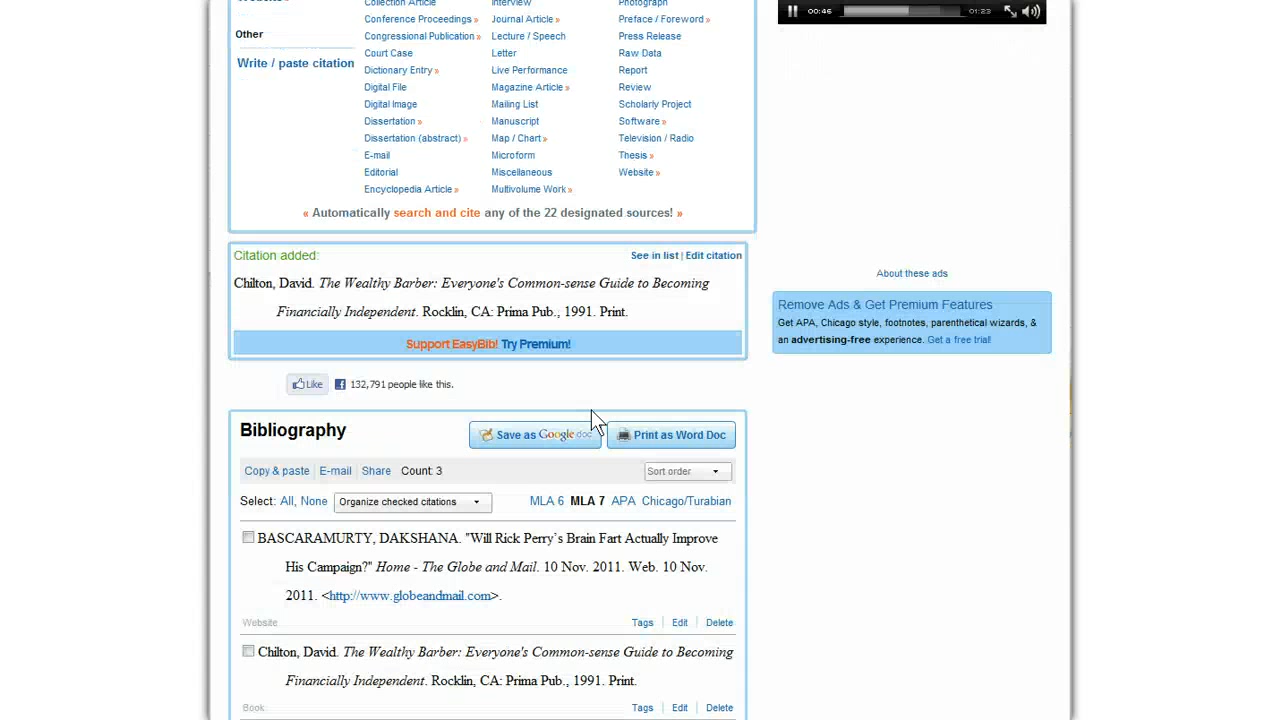 00:46 01:23
Other
Write / paste citation
Collection Article
Conference Proceedings »
Congressional Publication »
Court Case
Dictionary Entry »
Digital File
Digital Image
Dissertation »
Dissertation (abstract) »
E-mail
Editorial
Encyclopedia Article »
Interview
Journal Article »
Lecture / Speech
Letter
Live Performance
Magazine Article »
Mailing List
Manuscript
Map / Chart »
Microform
Miscellaneous
Multivolume Work »
Photograph
Preface / Foreword »
Press Release
Raw Data
Report
Review
Scholarly Project
Software »
Television / Radio
Thesis »
Website »
« Automatically search and cite any of the 22 designated sources! »
Citation added:
See in list | Edit citation
Chilton, David. The Wealthy Barber: Everyone's Common-sense Guide to Becoming
Financially Independent. Rocklin, CA: Prima Pub., 1991. Print.
Support EasyBib! Try Premium!
Like 132,791 people like this.
About these ads
Remove Ads & Get Premium Features
Get APA, Chicago style, footnotes, parenthetical wizards, &
an advertising-free experience. Get a free trial!
Bibliography
Save as Google doc
Print as Word Doc
Copy & paste | E-mail | Share Count: 3
Sort order
Select: All, None Organize checked citations
MLA 6 MLA 7 APA Chicago/Turabian
BASCARAMURTY, DAKSHANA. "Will Rick Perry's Brain Fart Actually Improve
His Campaign?" Home - The Globe and Mail. 10 Nov. 2011. Web. 10 Nov.
2011. <http://www.globeandmail.com>.
Website
Tags | Edit | Delete
Chilton, David. The Wealthy Barber: Everyone's Common-sense Guide to Becoming
Financially Independent. Rocklin, CA: Prima Pub., 1991. Print.
Book
Tags | Edit | Delete